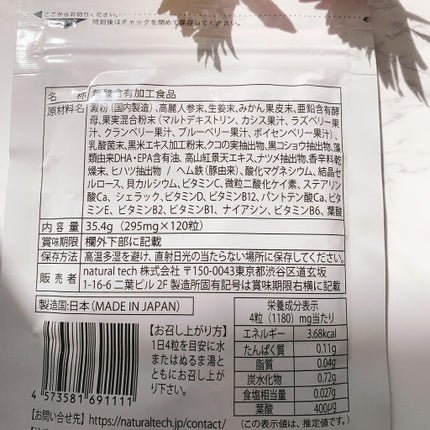 ここからお切りください。
開封後はチャックを閉めて保存してください。
名 称 葉酸含有加工食品
原材料名 澱粉(国内製造)、高麗人参末、生姜末、みかん果皮末、亜鉛含有酵
母、果実混合粉末(マルトデキストリン、カシス果汁、ラズベリー果
汁、クランベリー果汁、ブルーベリー果汁、ボイセンベリー果汁)、
乳酸菌末、黒米エキス加工粉末、クコの実抽出物、黒コショウ抽出物、藻
類由来DHA・EPA含有油、高山紅景天エキス、ナツメ抽出物、香辛料乾
燥末、ヒハツ抽出物/ヘム鉄(豚由来)、酸化マグネシウム、結晶セ
ルロース、貝カルシウム、ビタミンC、微粒二酸化ケイ素、ステアリン
酸Ca、シェラック、ビタミンD、ビタミンB12、パントテン酸Ca、ビタ
ミンE、ビタミンB2、ビタミンB1、ナイアシン、ビタミンB6、葉酸
内容量 35.4g(295mg×120粒)
賞味期限 欄外下部に記載
保存方法 高温多湿を避け、直射日光の当たらない場所に保存してください。
販売者 natural tech 株式会社 〒150-0043東京都渋谷区道玄坂
1-16-6 二葉ビル 2F 製造所固有記号は賞味期限右横に記載
製造国:日本(MADE IN JAPAN)
【お召し上がり方】
1日4粒を目安に水
またはぬるま湯で
とともにお召し上が
り下さい。
4 573581 691111
栄養成分表示
4粒(1180)mg当たり
エネルギー 3.68kcal
たんぱく質 0.11g
脂質 0.04g
炭水化物 0.72g
食塩相当量 0.027g
葉酸 400μg
(この表示値は、推定値です。)
【お問い合せ先】https://naturaltech.jp/contact/